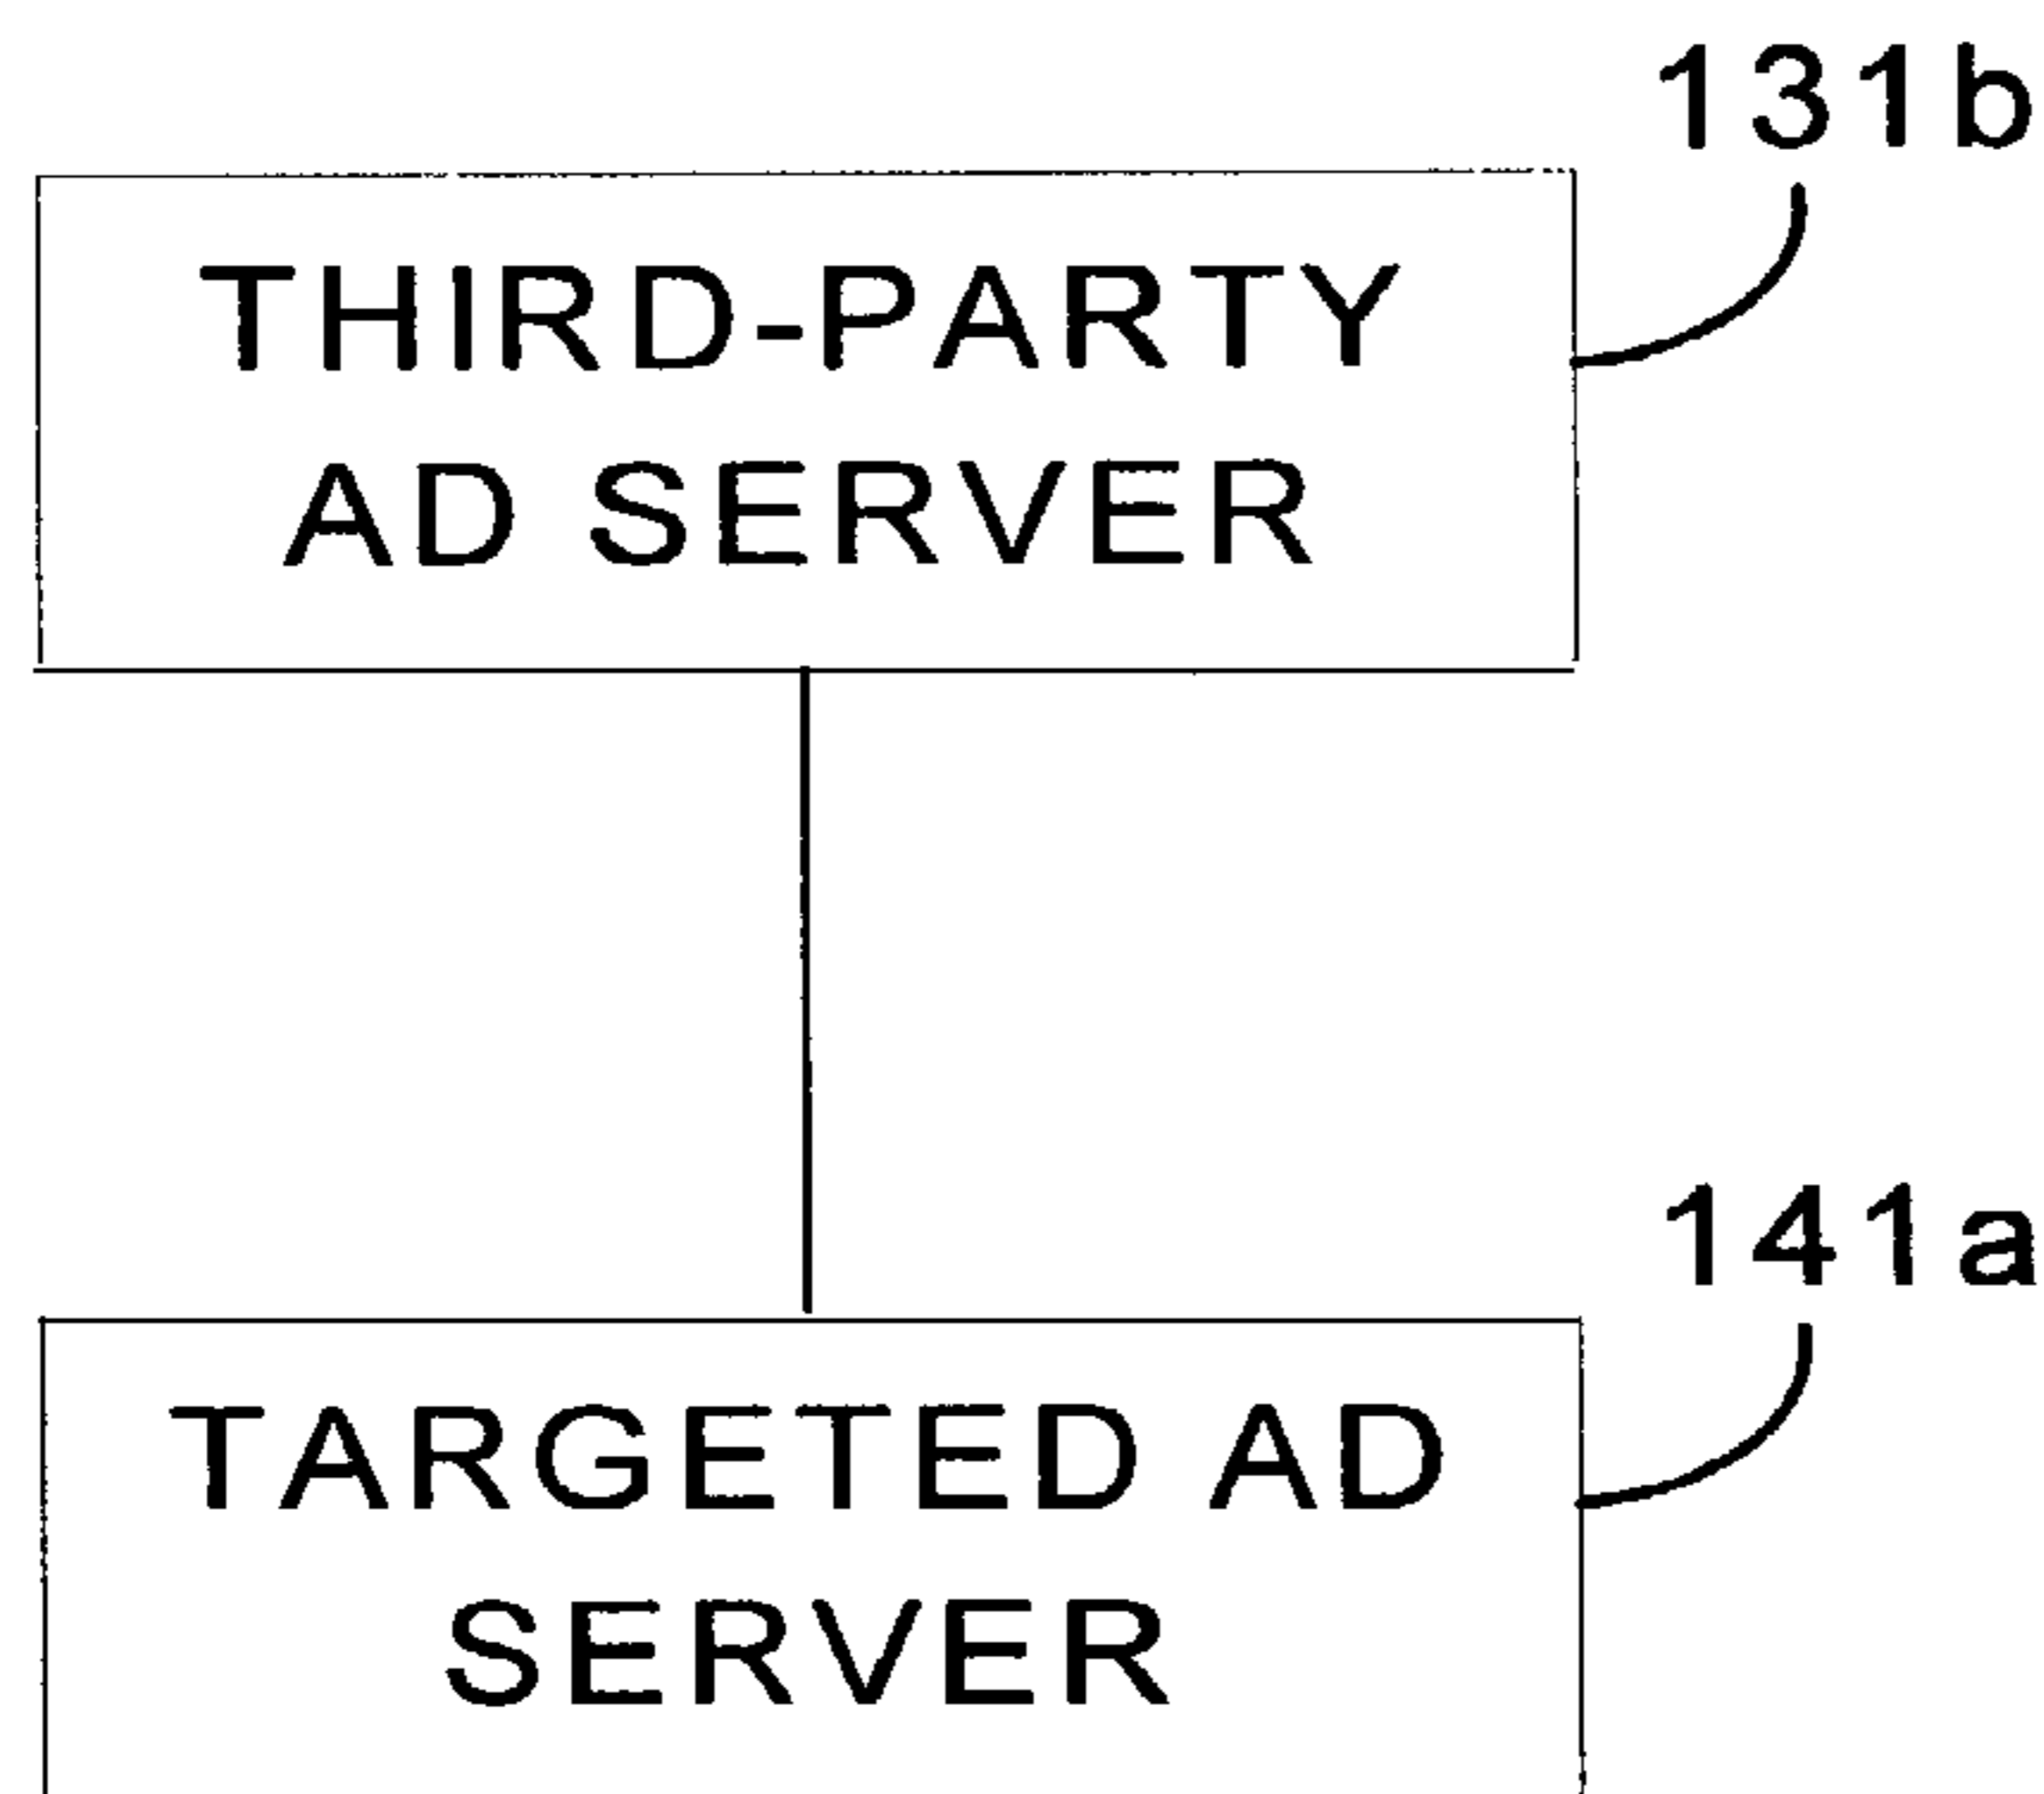 131b
THIRD-PARTY
AD SERVER
141a
TARGETED AD
SERVER